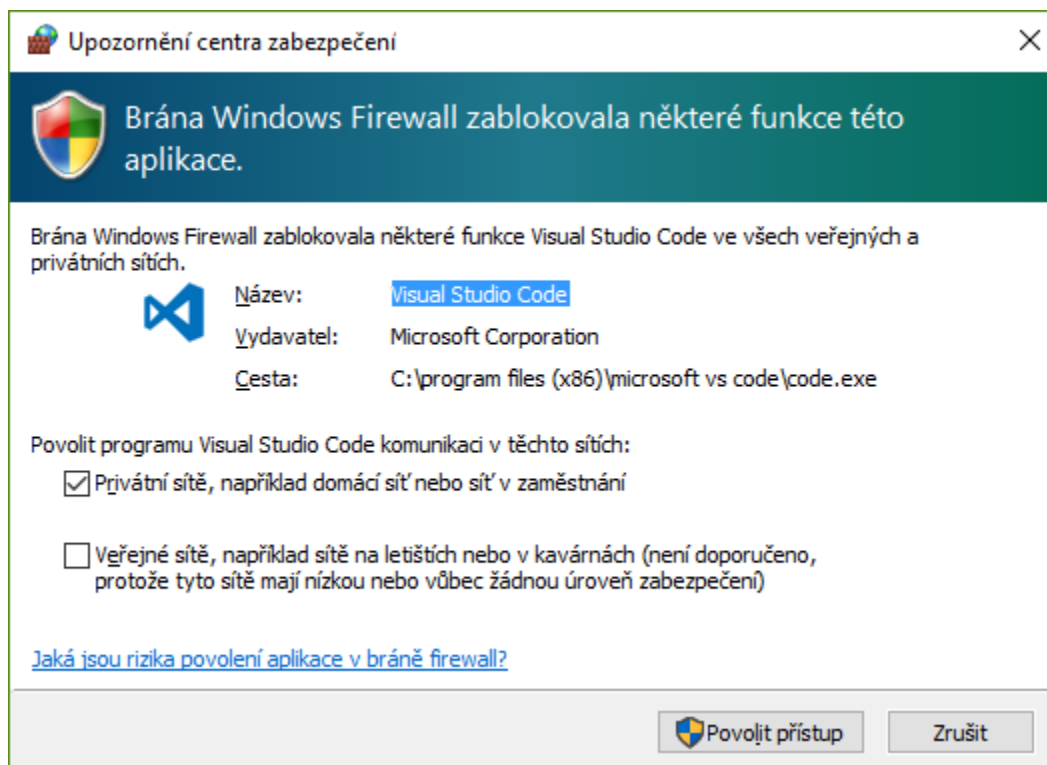 Upozornění centra zabezpečení
Brána Windows Firewall zablokovala některé funkce této
aplikace.
Brána Windows Firewall zablokovala některé funkce Visual Studio Code ve všech veřejných a
privátních sítích.
Název: Visual Studio Code
Vydavatel: Microsoft Corporation
Cesta: C:\program files (x86)\microsoft vs code\code.exe
Povolit programu Visual Studio Code komunikaci v těchto sítích:
Privátní sítě, například domácí síť nebo síť v zaměstnání
Veřejné sítě, například sítě na letištích nebo v kavárnách (není doporučeno,
protože tyto sítě mají nízkou nebo vůbec žádnou úroveň zabezpečení)
Jaká jsou rizika povolení aplikace v bráně firewall?
Povolit přístup
Zrušit